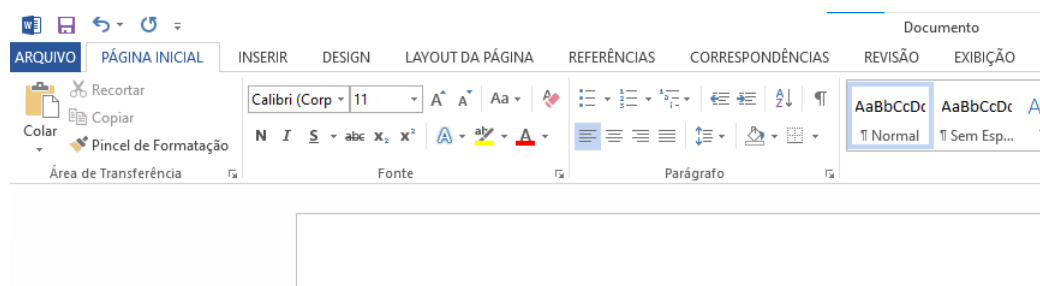 Documento
ARQUIVO PÁGINA INICIAL INSERIR DESIGN LAYOUT DA PÁGINA REFERÊNCIAS CORRESPONDÊNCIAS REVISÃO EXIBIÇÃO
Colar
Recortar
Copiar
Pincel de Formatação
Área de Transferência
Calibri (Corp 11 A A Aa
N I S abc X₂ X² A ab A
Fonte
Parágrafo
AaBbCcDc AaBbCcDc
¶ Normal ¶ Sem Esp...